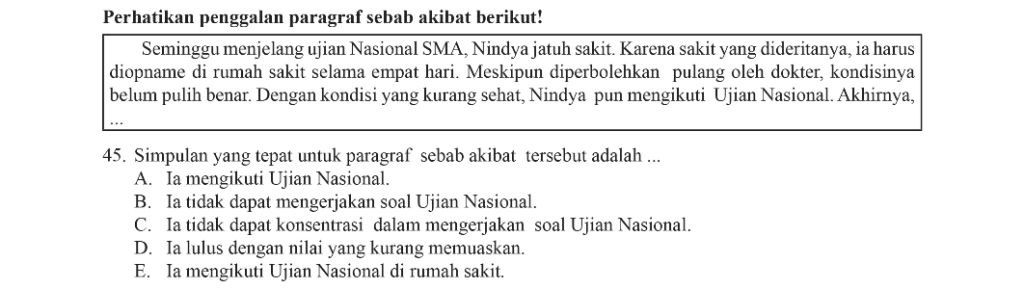 Perhatikan penggalan paragraf sebab akibat berikut!
Seminggu menjelang ujian Nasional SMA, Nindya jatuh sakit. Karena sakit yang dideritanya, ia harus
diopname di rumah sakit selama empat hari. Meskipun diperbolehkan pulang oleh dokter, kondisinya
belum pulih benar. Dengan kondisi yang kurang sehat, Nindya pun mengikuti Ujian Nasional. Akhirnya,
...
45. Simpulan yang tepat untuk paragraf sebab akibat tersebut adalah ...
A. Ia mengikuti Ujian Nasional.
B. Ia tidak dapat mengerjakan soal Ujian Nasional.
C. Ia tidak dapat konsentrasi dalam mengerjakan soal Ujian Nasional.
D. Ia lulus dengan nilai yang kurang memuaskan.
E. Ia mengikuti Ujian Nasional di rumah sakit.